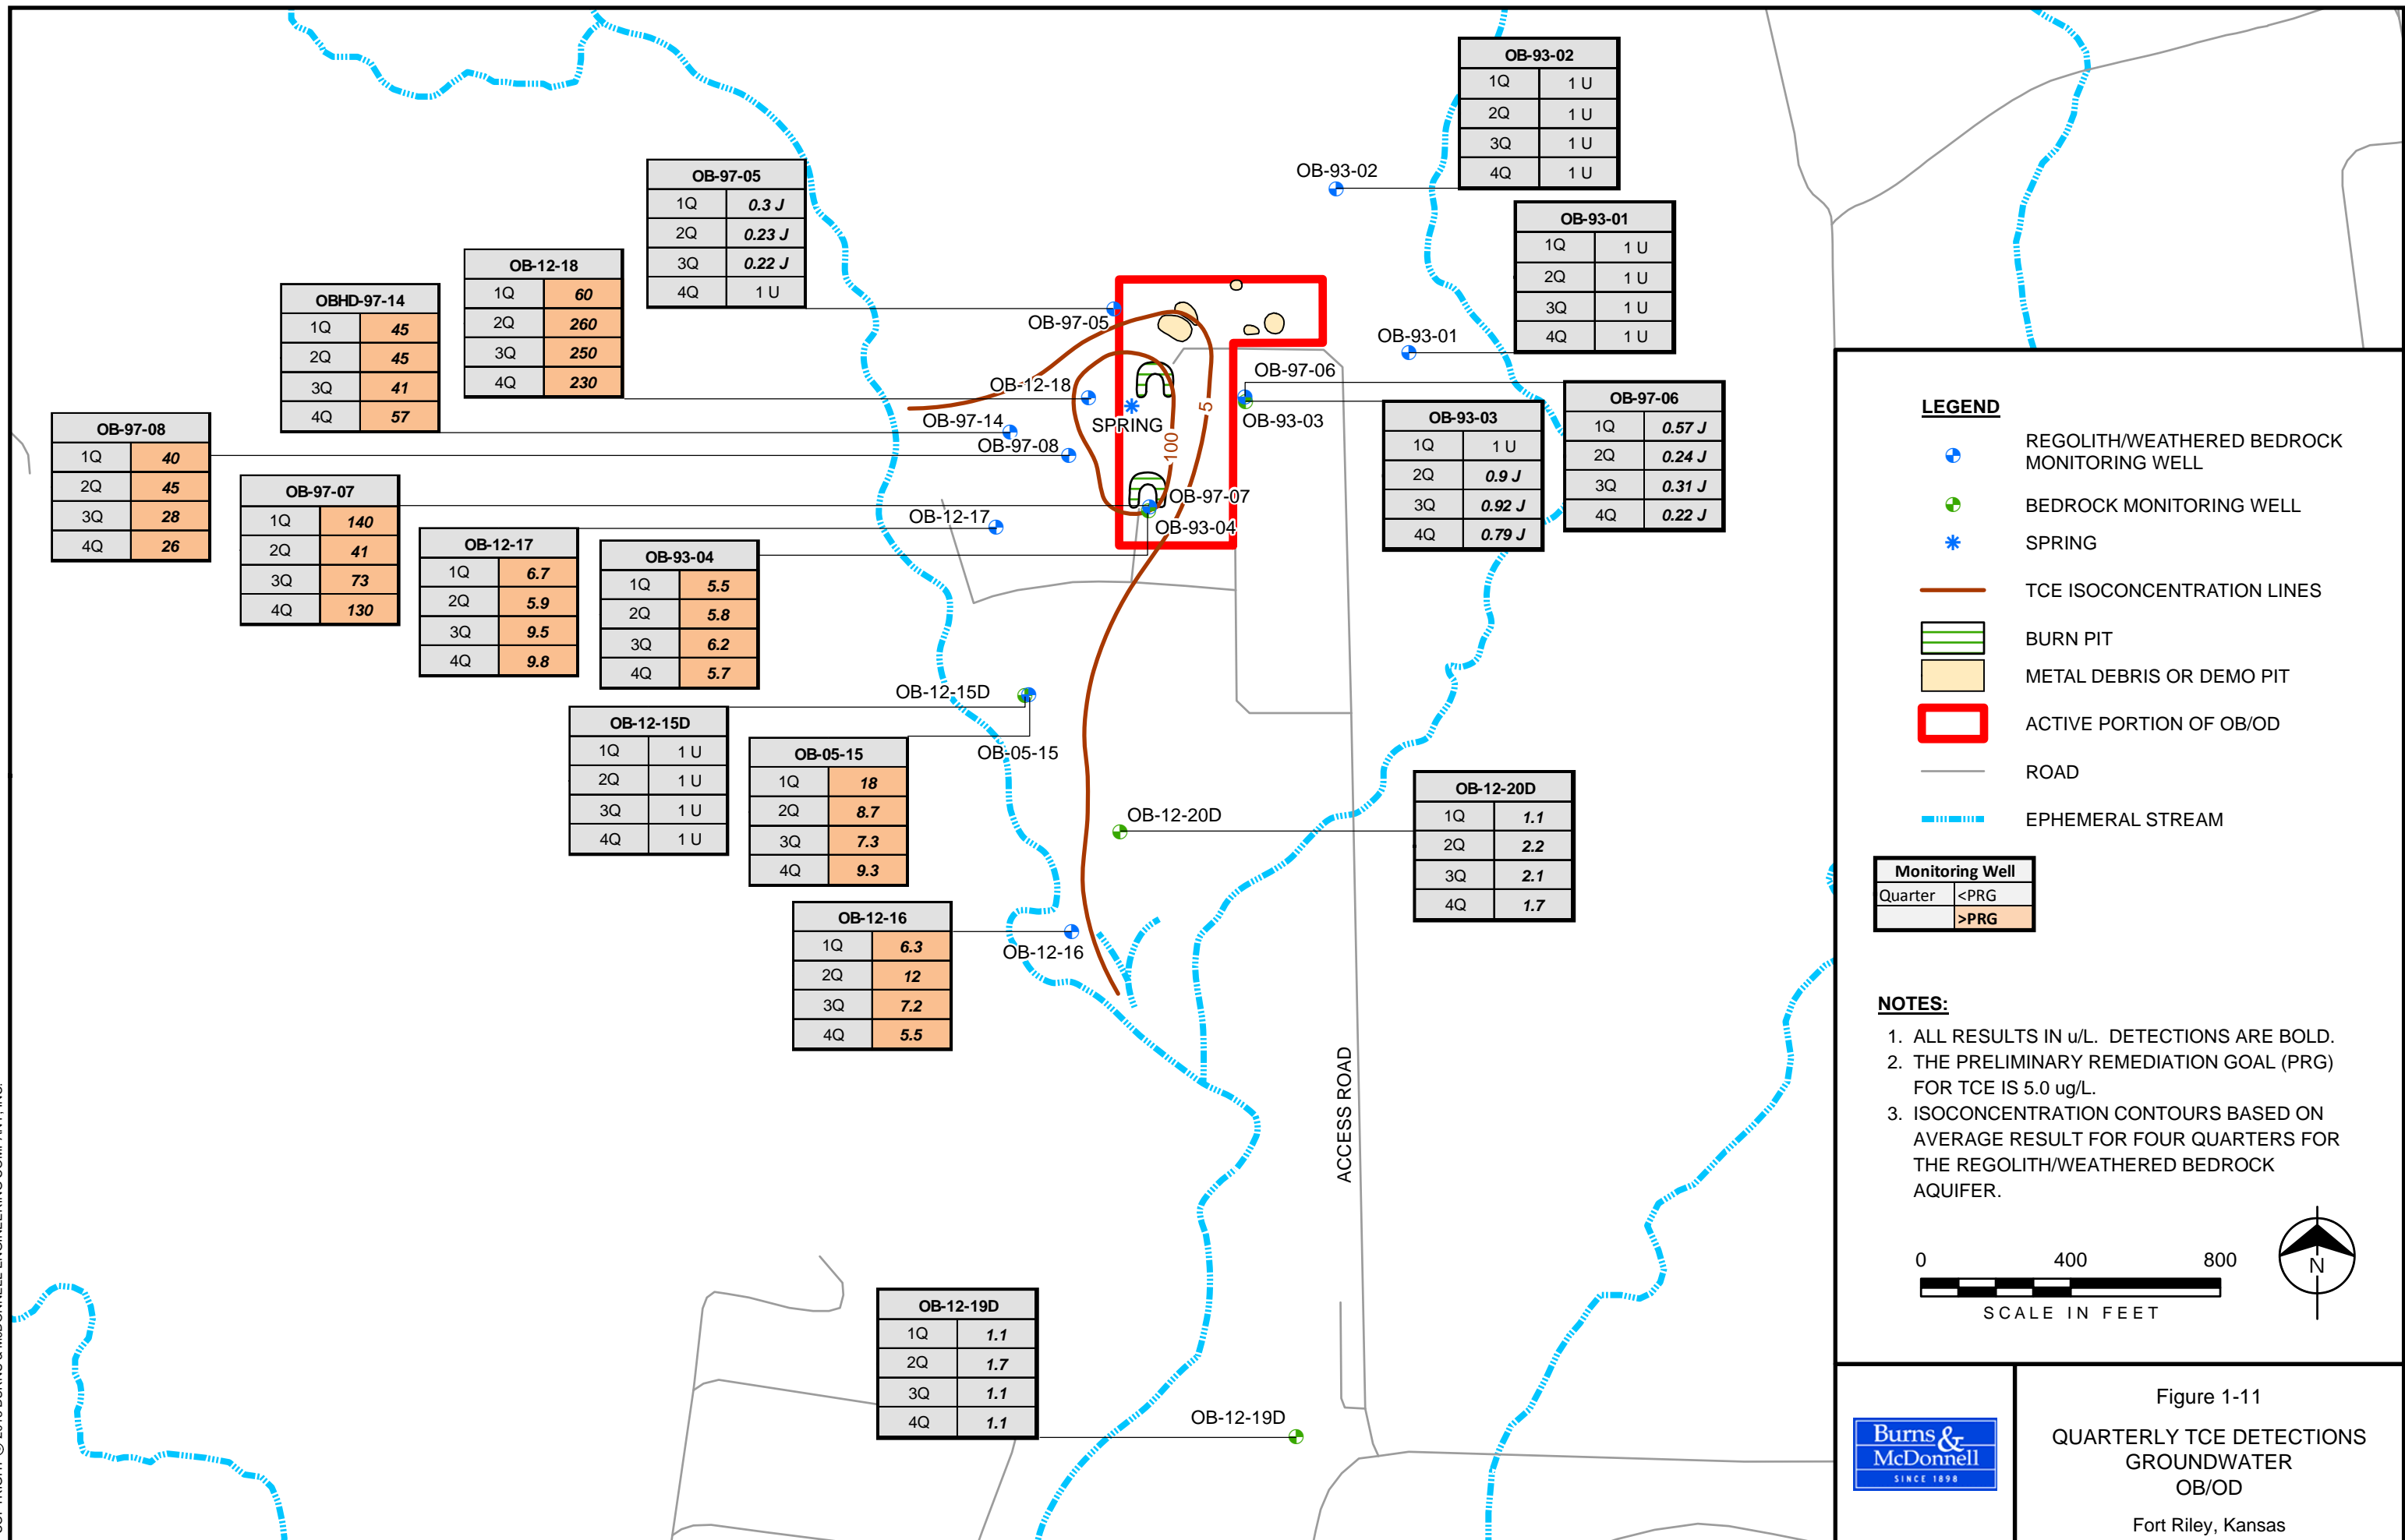 OB-93-02
1Q 1 U
2Q 1 U
3Q 1 U
4Q 1 U
OB-93-02
OB-97-05
1Q 0.3 J
2Q 0.23 J
3Q 0.22 J
4Q 1 U
OB-93-01
1Q 1 U
2Q 1 U
3Q 1 U
4Q 1 U
OB-12-18
1Q 60
2Q 260
3Q 250
4Q 230
OBHD-97-14
1Q 45
2Q 45
3Q 41
4Q 57
OB-97-05
OB-93-01
OB-97-06
OB-12-18
OB-97-14
SPRING
OB-93-03
OB-97-08
5
100
OB-97-08
1Q 40
2Q 45
3Q 28
4Q 26
OB-93-03
1Q 1 U
2Q 0.9 J
3Q 0.92 J
4Q 0.79 J
OB-97-06
1Q 0.57 J
2Q 0.24 J
3Q 0.31 J
4Q 0.22 J
OB-97-07
1Q 140
2Q 41
3Q 73
4Q 130
OB-97-07
OB-12-17
OB-93-04
OB-12-17
1Q 6.7
2Q 5.9
3Q 9.5
4Q 9.8
OB-93-04
1Q 5.5
2Q 5.8
3Q 6.2
4Q 5.7
OB-12-15D
OB-12-15D
1Q 1 U
2Q 1 U
3Q 1 U
4Q 1 U
OB-05-15
OB-05-15
1Q 18
2Q 8.7
3Q 7.3
4Q 9.3
OB-12-20D
OB-12-20D
1Q 1.1
2Q 2.2
3Q 2.1
4Q 1.7
OB-12-16
1Q 6.3
2Q 12
3Q 7.2
4Q 5.5
OB-12-16
ACCESS ROAD
OB-12-19D
1Q 1.1
2Q 1.7
3Q 1.1
4Q 1.1
OB-12-19D
LEGEND
REGOLITH/WEATHERED BEDROCK
MONITORING WELL
BEDROCK MONITORING WELL
SPRING
TCE ISOCONCENTRATION LINES
BURN PIT
METAL DEBRIS OR DEMO PIT
ACTIVE PORTION OF OB/OD
ROAD
EPHEMERAL STREAM
Monitoring Well
Quarter <PRG
>PRG
NOTES:
1. ALL RESULTS IN u/L. DETECTIONS ARE BOLD.
2. THE PRELIMINARY REMEDIATION GOAL (PRG)
FOR TCE IS 5.0 ug/L.
3. ISOCONCENTRATION CONTOURS BASED ON
AVERAGE RESULT FOR FOUR QUARTERS FOR
THE REGOLITH/WEATHERED BEDROCK
AQUIFER.
0 400 800
SCALE IN FEET
N
Burns &
McDonnell
SINCE 1898
Figure 1-11
QUARTERLY TCE DETECTIONS
GROUNDWATER
OB/OD
Fort Riley, Kansas